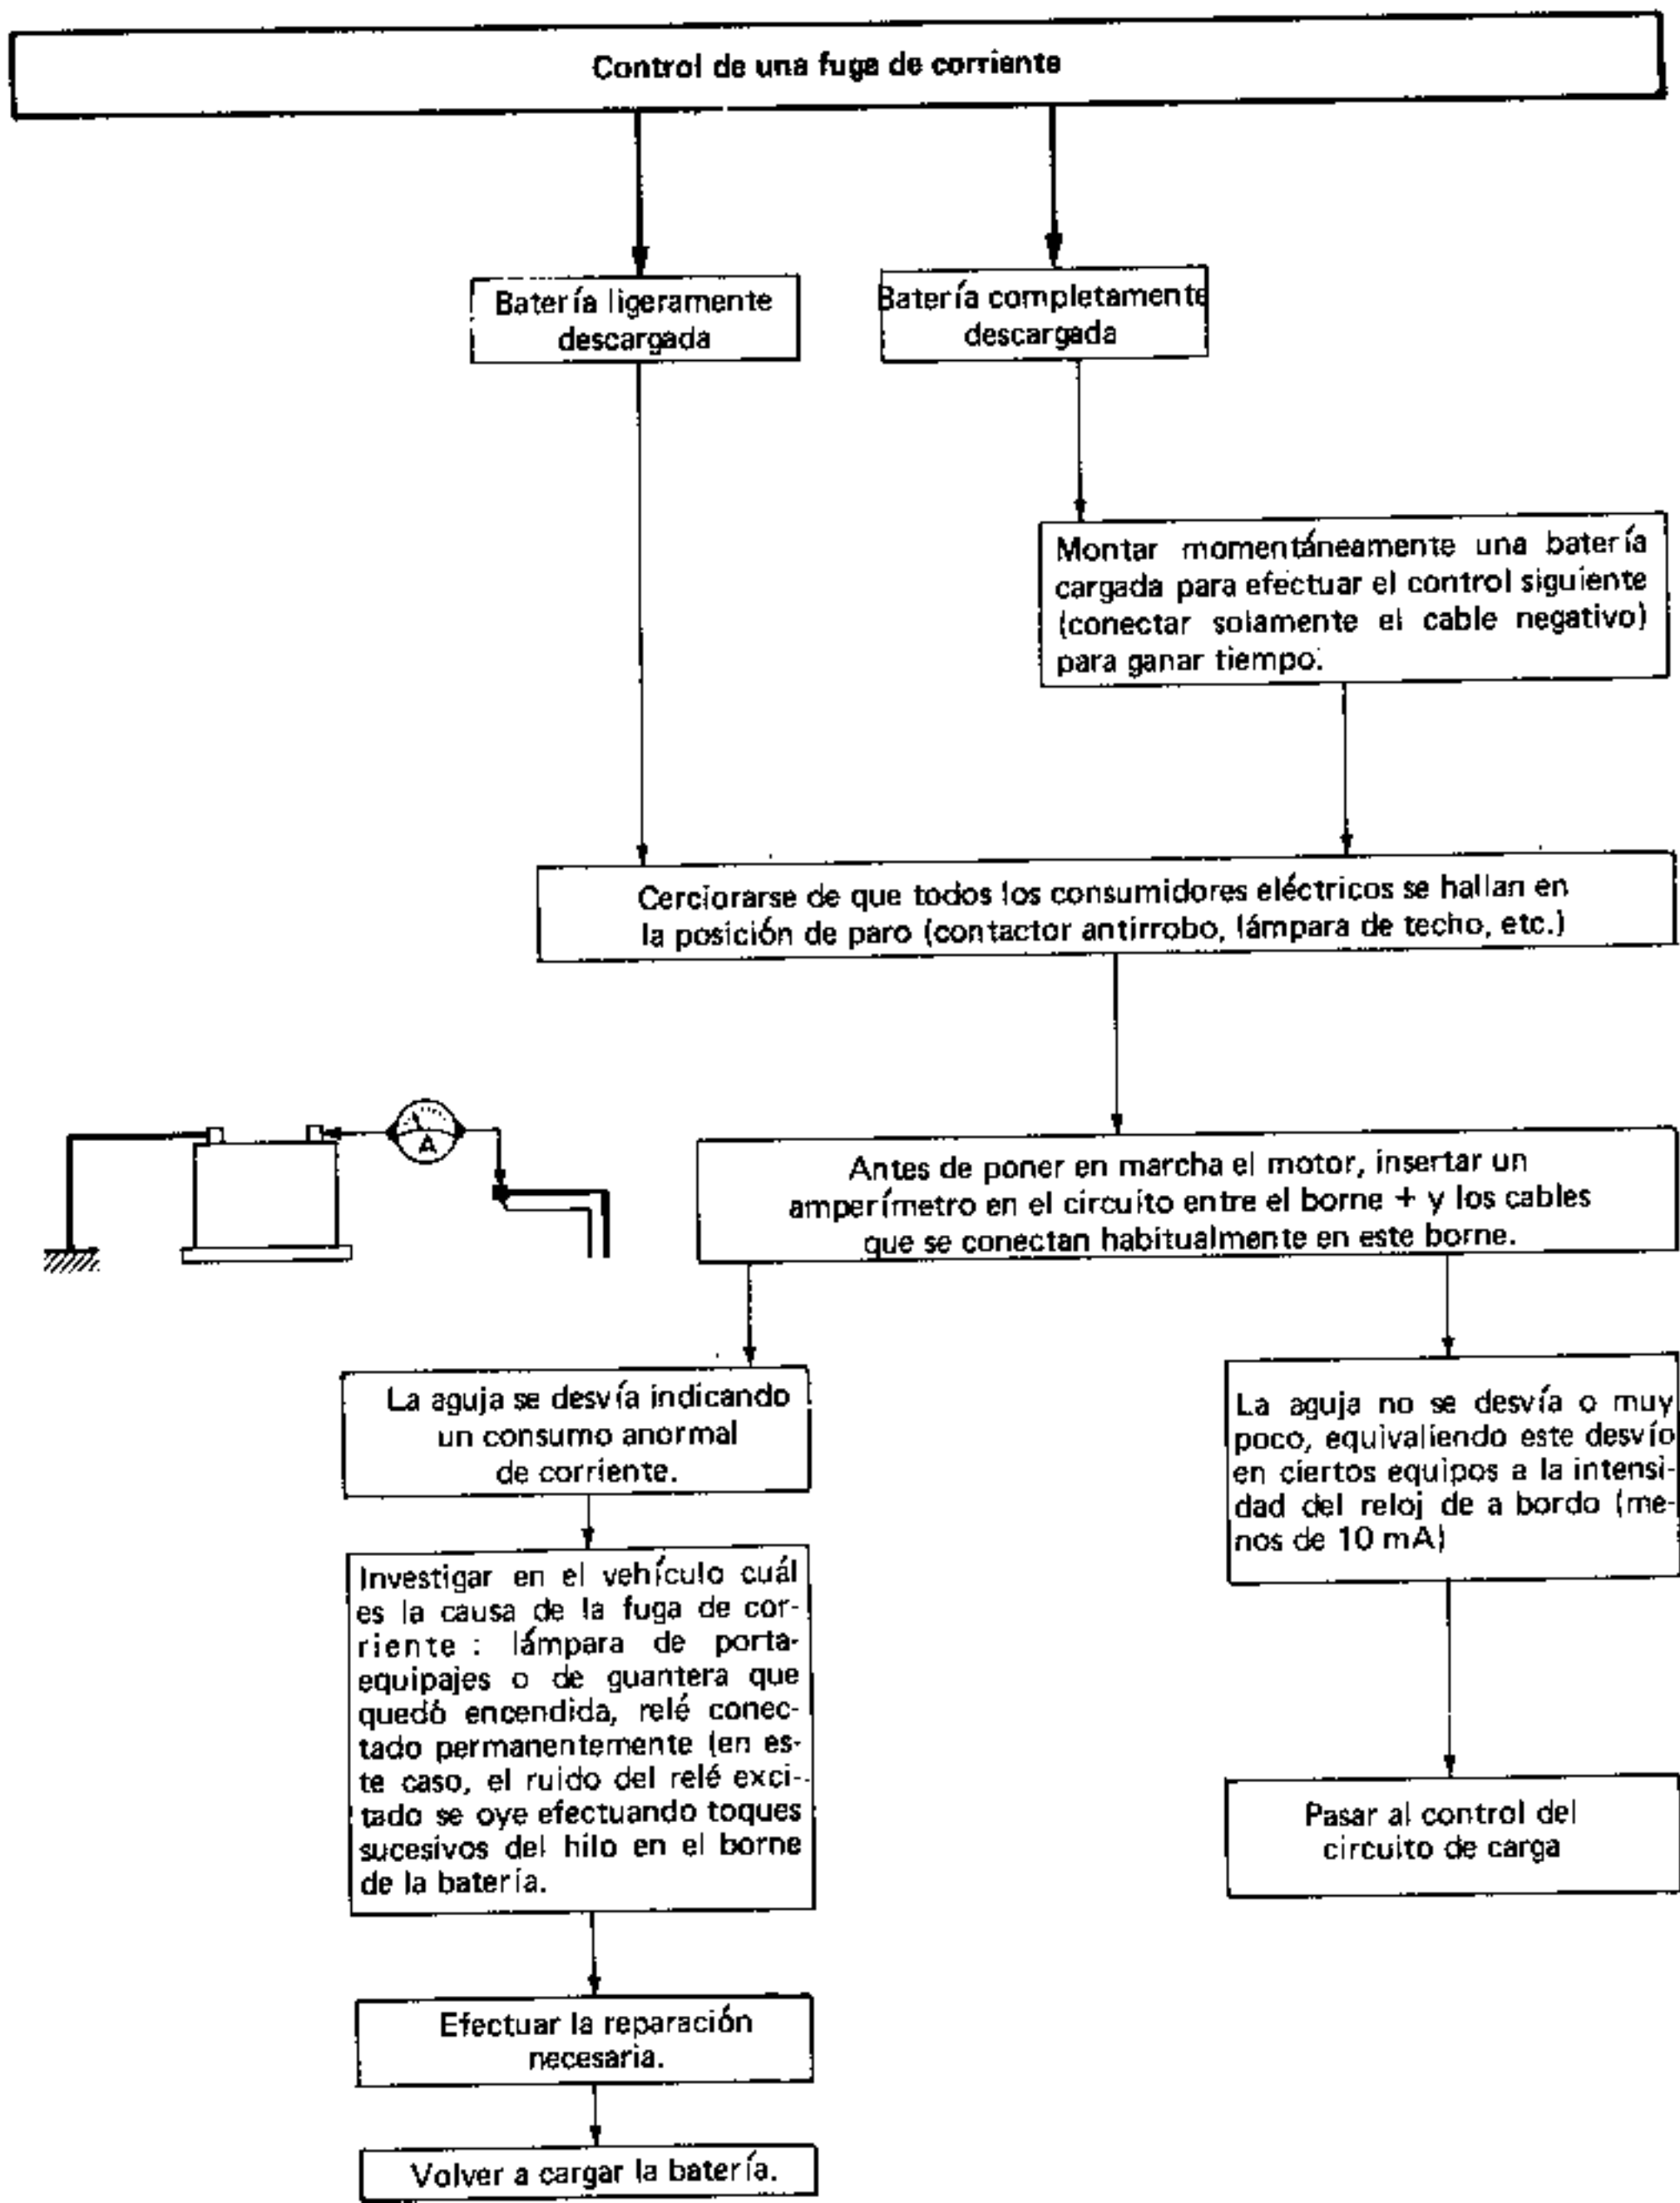 Control de una fuga de corriente
Batería ligeramente
descargada
Batería completamente
descargada
Montar momentáneamente una batería
cargada para efectuar el control siguiente
(conectar solamente el cable negativo)
para ganar tiempo.
Cerciorarse de que todos los consumidores eléctricos se hallan en
la posición de paro (contactor antirrobo, lámpara de techo, etc.)
A
Antes de poner en marcha el motor, insertar un
amperímetro en el circuito entre el borne + y los cables
que se conectan habitualmente en este borne.
La aguja se desvía indicando
un consumo anormal
de corriente.
La aguja no se desvía o muy
poco, equivaliendo este desvío
en ciertos equipos a la intensi-
dad del reloj de a bordo (me-
nos de 10 mA)
Investigar en el vehículo cuál
es la causa de la fuga de cor-
riente : lámpara de porta-
equipajes o de guantera que
quedó encendida, relé conec-
tado permanentemente (en es-
te caso, el ruido del relé exci-
tado se oye efectuando toques
sucesivos del hilo en el borne
de la batería.
Pasar al control del
circuito de carga
Efectuar la reparación
necesaria.
Volver a cargar la batería.